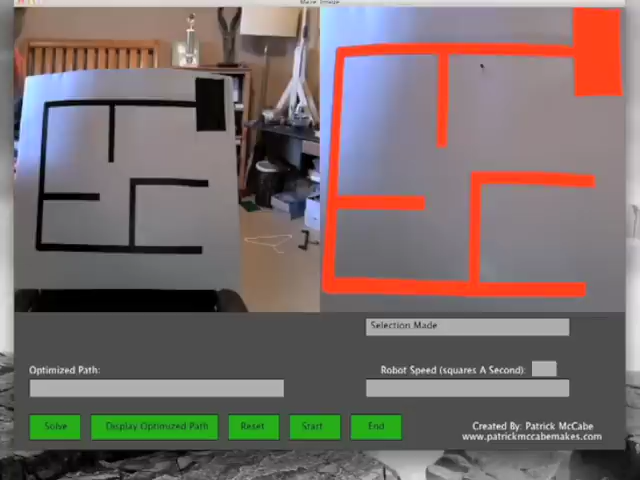 Maze Image
Selection Made
Optimized Path:
Robot Speed (squares A Second):
Solve
Display Optimized Path
Reset
Start
End
Created By: Patrick McCabe
www.patrickmccabemakes.com